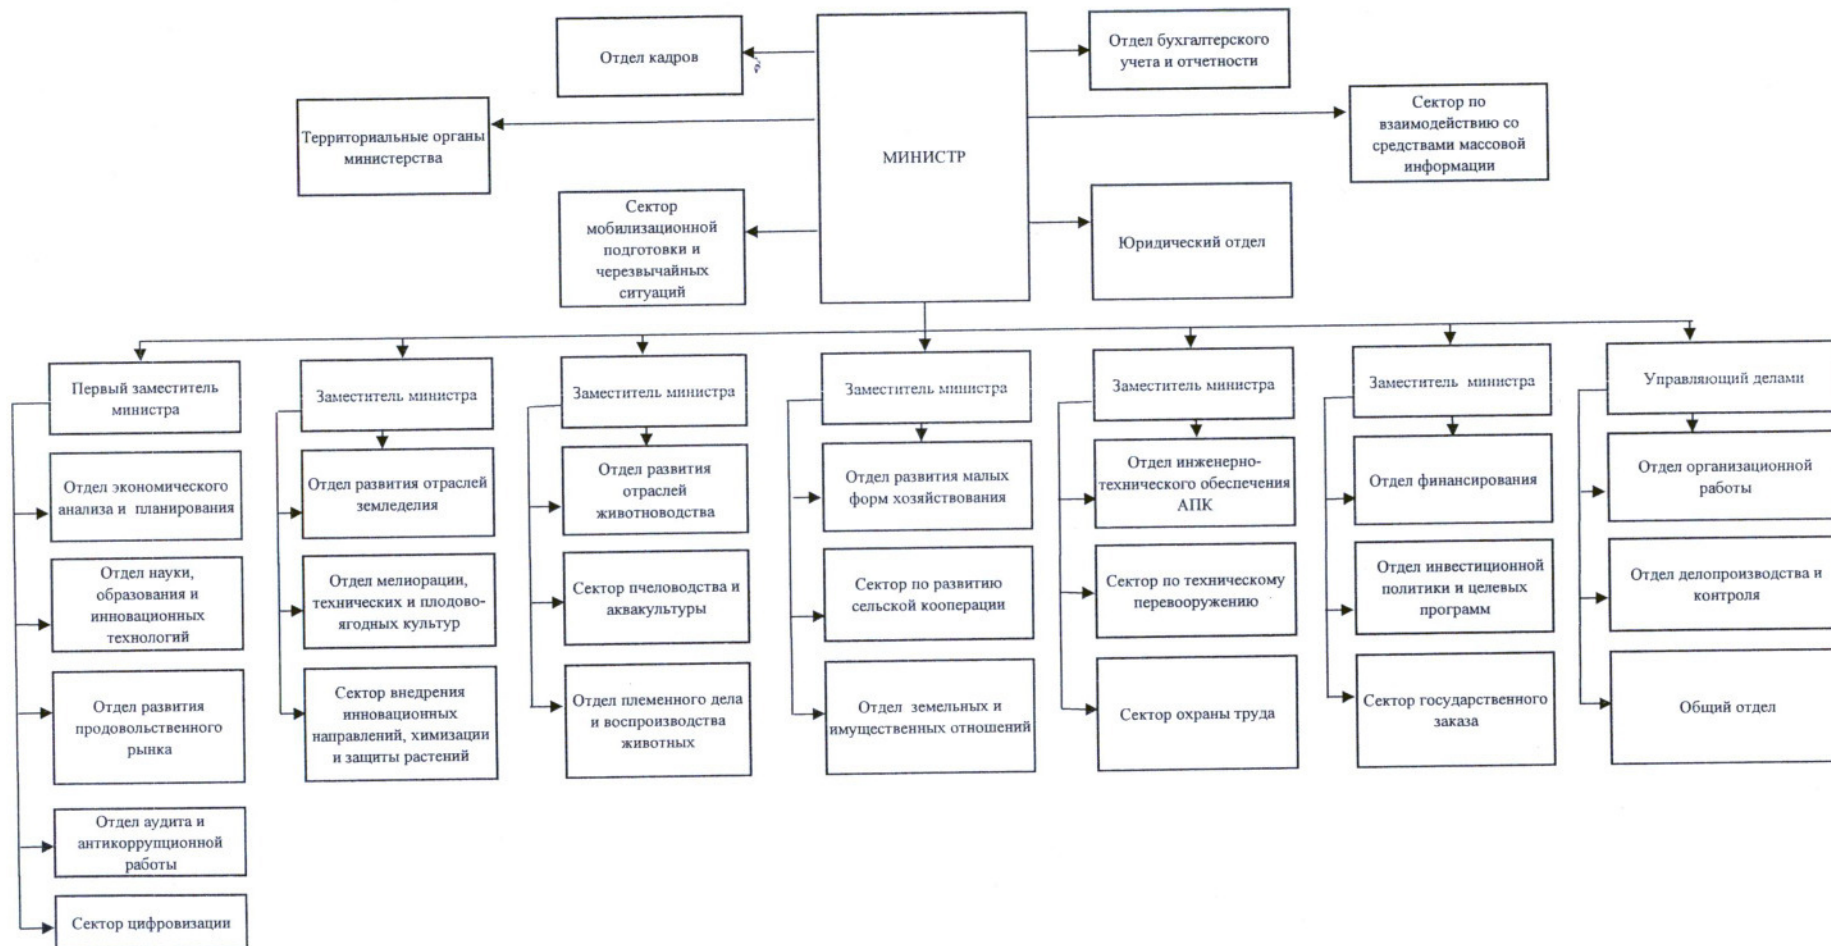 Отдел кадров
МИНИСТР
Отдел бухгалтерского
учета и отчетности
Территориальные органы
министерства
Сектор по
взаимодействию со
средствами массовой
информации
Сектор
мобилизационной
подготовки и
черезвычайных
ситуаций
Юридический отдел
Первый заместитель
министра
Заместитель министра
Заместитель министра
Заместитель министра
Заместитель министра
Заместитель министра
Управляющий делами
Отдел экономического
анализа и планирования
Отдел науки,
образования и
инновационных
технологий
Отдел развития
продовольственного
рынка
Отдел аудита и
антикоррупционной
работы
Сектор цифровизации
Отдел развития отраслей
земледелия
Отдел мелиорации,
технических и плодово-
ягодных культур
Сектор внедрения
инновационных
направлений, химизации
и защиты растений
Отдел развития
отраслей
животноводства
Сектор пчеловодства и
аквакультуры
Отдел племенного дела
и воспроизводства
животных
Отдел развития малых
форм хозяйствования
Сектор по развитию
сельской кооперации
Отдел земельных и
имущественных отношений
Отдел инженерно-
технического обеспечения
АПК
Сектор по техническому
перевооружению
Сектор охраны труда
Отдел финансирования
Отдел инвестиционной
политики и целевых
программ
Сектор государственного
заказа
Отдел организационной
работы
Отдел делопроизводства и
контроля
Общий отдел